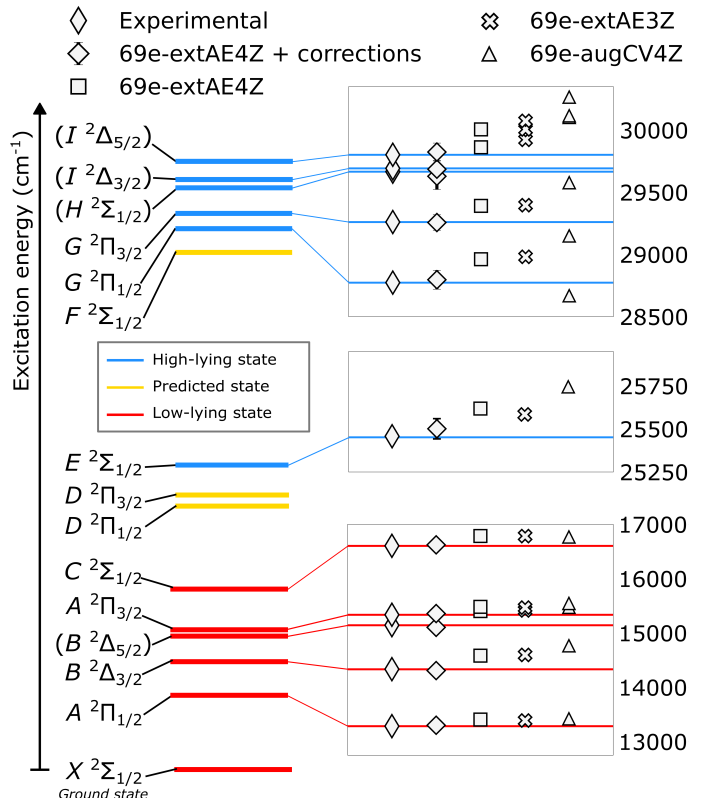 Experimental
69e-extAE4Z + corrections
69e-extAE4Z
69e-extAE3Z
69e-augCV4Z
Excitation energy (cm⁻¹)
(I ²Δ₅/₂)
(I ²Δ₃/₂)
(H ²Σ₁/₂)
G ²Π₃/₂
G ²Π₁/₂
F ²Σ₁/₂
30000
29500
29000
28500
High-lying state
Predicted state
Low-lying state
25750
25500
25250
E ²Σ₁/₂
D ²Π₃/₂
D ²Π₁/₂
C ²Σ₁/₂
A ²Π₃/₂
(B ²Δ₅/₂)
B ²Δ₃/₂
A ²Π₁/₂
17000
16000
15000
14000
13000
X ²Σ₁/₂
Ground state